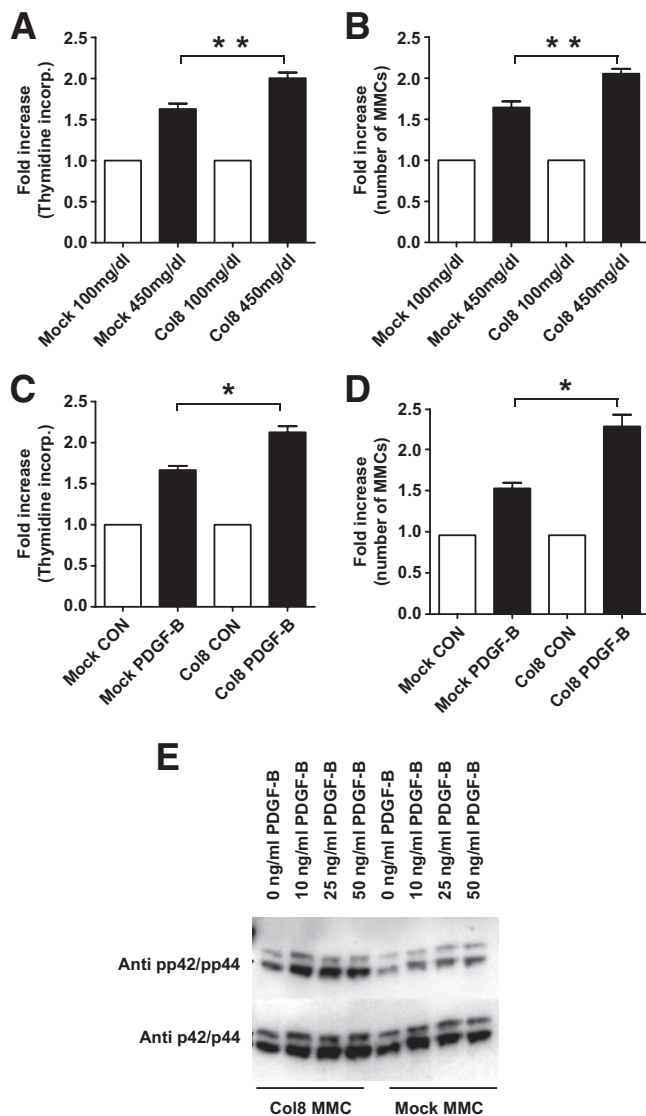 A
Fold increase
(Thymidine incorp.)
2.5
2.0
1.5
1.0
0.5
0.0
* *
Mock 100mg/dl
Mock 450mg/dl
Col8 100mg/dl
Col8 450mg/dl
B
Fold increase
(number of MMCs)
2.5
2.0
1.5
1.0
0.5
0.0
* *
Mock 100mg/dl
Mock 450mg/dl
Col8 100mg/dl
Col8 450mg/dl
C
Fold increase
(Thymidine incorp.)
2.5
2.0
1.5
1.0
0.5
0.0
*
Mock CON
Mock PDGF-B
Col8 CON
Col8 PDGF-B
D
Fold increase
(number of MMCs)
2.5
2.0
1.5
1.0
0.5
0.0
*
Mock CON
Mock PDGF-B
Col8 CON
Col8 PDGF-B
E
0 ng/ml PDGF-B
10 ng/ml PDGF-B
25 ng/ml PDGF-B
50 ng/ml PDGF-B
0 ng/ml PDGF-B
10 ng/ml PDGF-B
25 ng/ml PDGF-B
50 ng/ml PDGF-B
Anti pp42/pp44
Anti p42/p44
Col8 MMC
Mock MMC